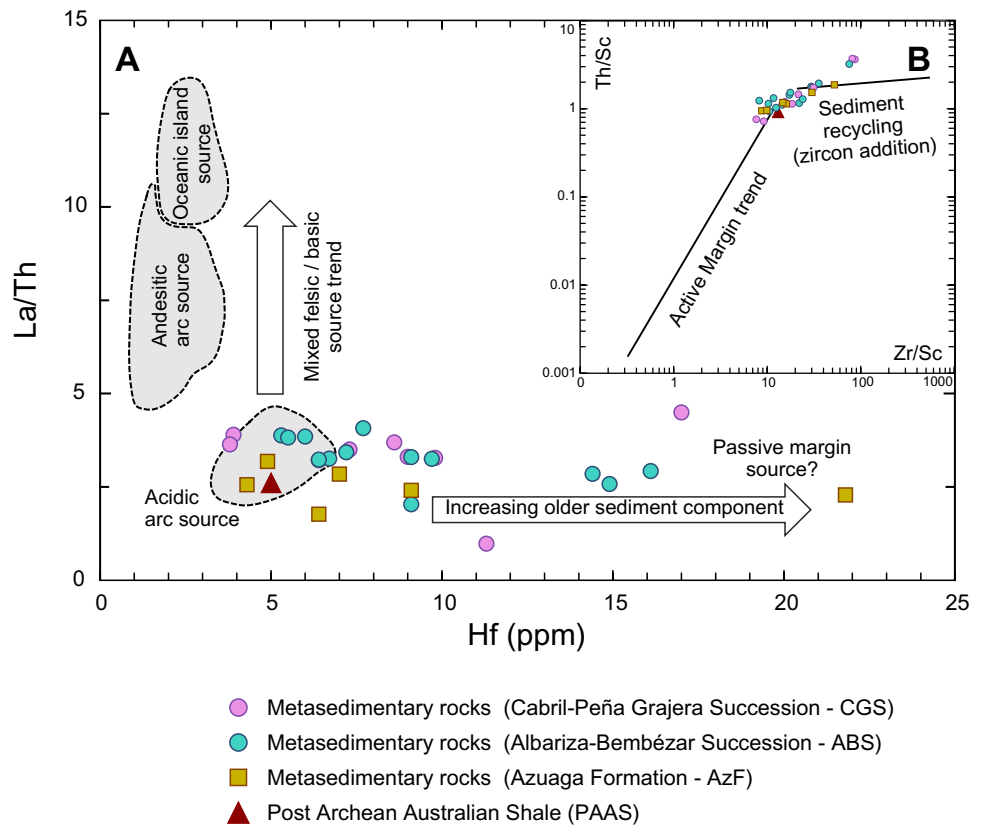 A
15
10
5
0
La/Th
0
5
10
15
20
25
Hf (ppm)
Oceanic island
source
Andesitic
arc source
Mixed felsic / basic
source trend
Acidic
arc source
Increasing older sediment component
Passive margin
source?
B
Th/Sc
10
1
0.1
0.01
0.001
0
1
10
100
1000
Zr/Sc
Active Margin trend
Sediment
recycling
(zircon addition)
Metasedimentary rocks (Cabril-Peña Grajera Succession - CGS)
Metasedimentary rocks (Albariza-Bembézar Succession - ABS)
Metasedimentary rocks (Azuaga Formation - AzF)
Post Archean Australian Shale (PAAS)